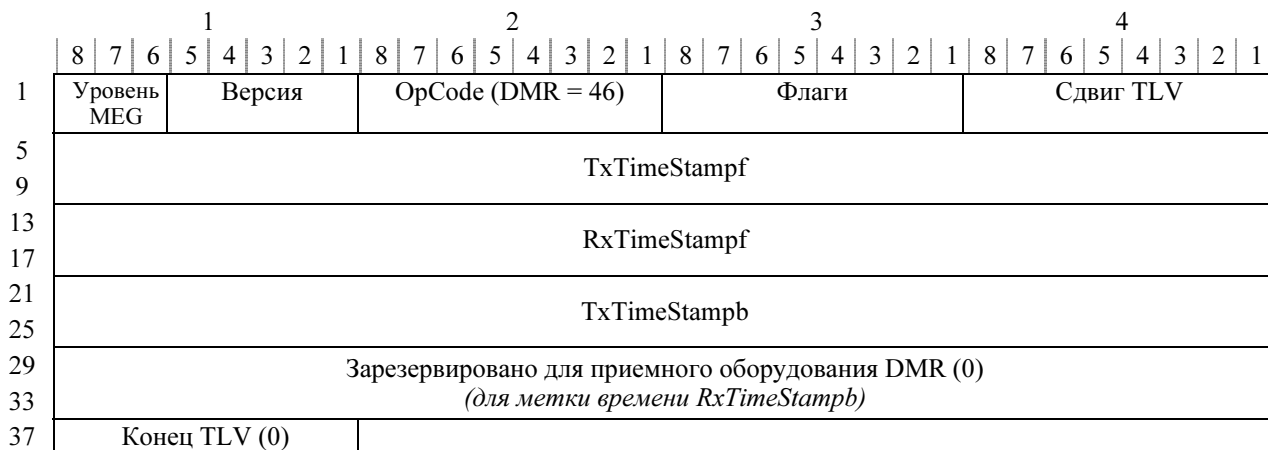 1 2 3 4
8 7 6 5 4 3 2 1 8 7 6 5 4 3 2 1 8 7 6 5 4 3 2 1 8 7 6 5 4 3 2 1
1 Уровень MEG Версия OpCode (DMR = 46) Флаги Сдвиг TLV
5
TxTimeStampf
9
13
RxTimeStampf
17
21
TxTimeStampb
25
29 Зарезервировано для приемного оборудования DMR (0)
33 (для метки времени RxTimeStampb)
37 Конец TLV (0)